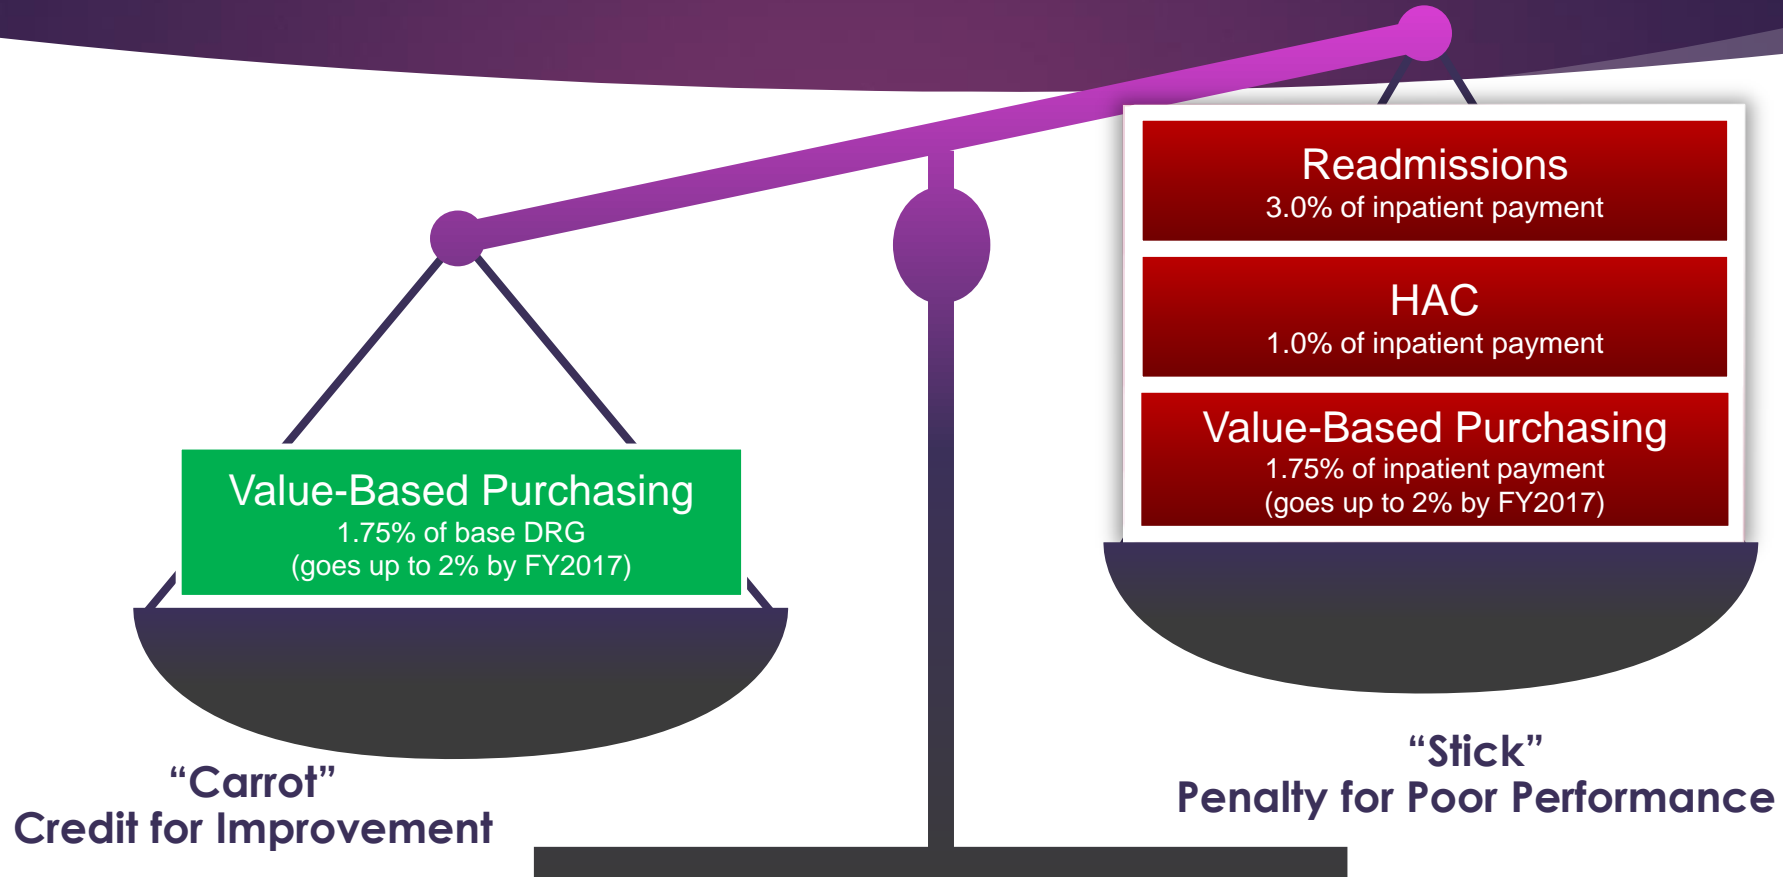 Readmissions
3.0% of inpatient payment
HAC
1.0% of inpatient payment
Value-Based Purchasing
1.75% of inpatient payment
(goes up to 2% by FY2017)
Value-Based Purchasing
1.75% of base DRG
(goes up to 2% by FY2017)
“Carrot”
Credit for Improvement
“Stick”
Penalty for Poor Performance